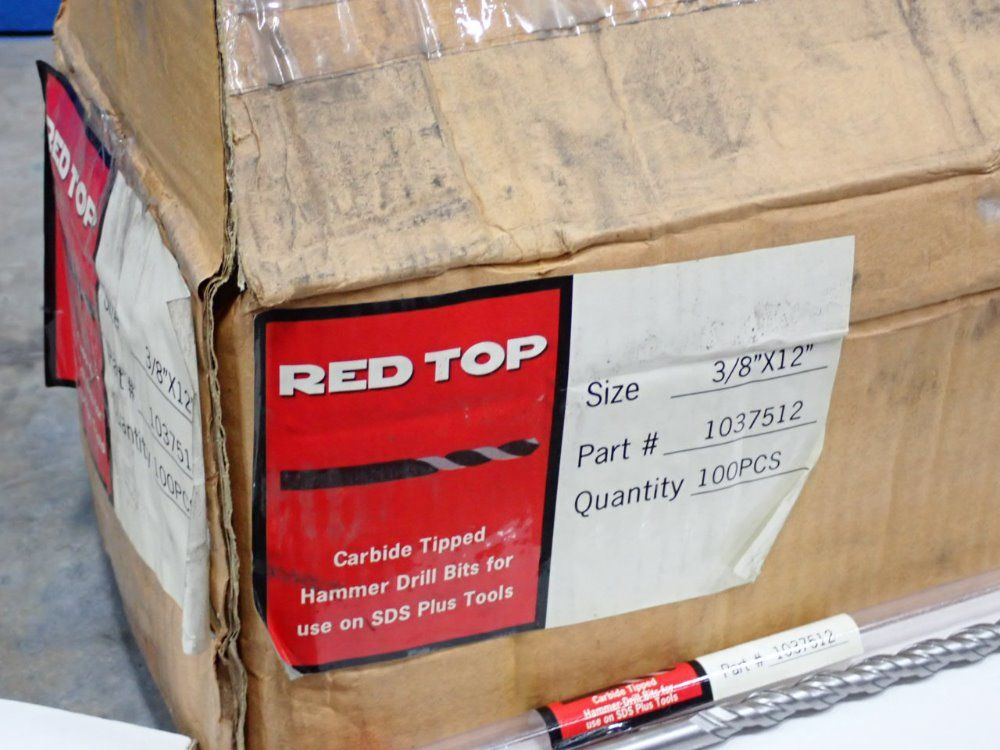 RED TOP
3/8"X12"
100PC
RED TOP
Carbide Tipped
Hammer Drill Bits for
use on SDS Plus Tools
Size 3/8"X12"
Part # 1037512
Quantity 100PCS
Carbide Tipped
Hammer Drill Bits for
use on SDS Plus Tools
Part # 1037512